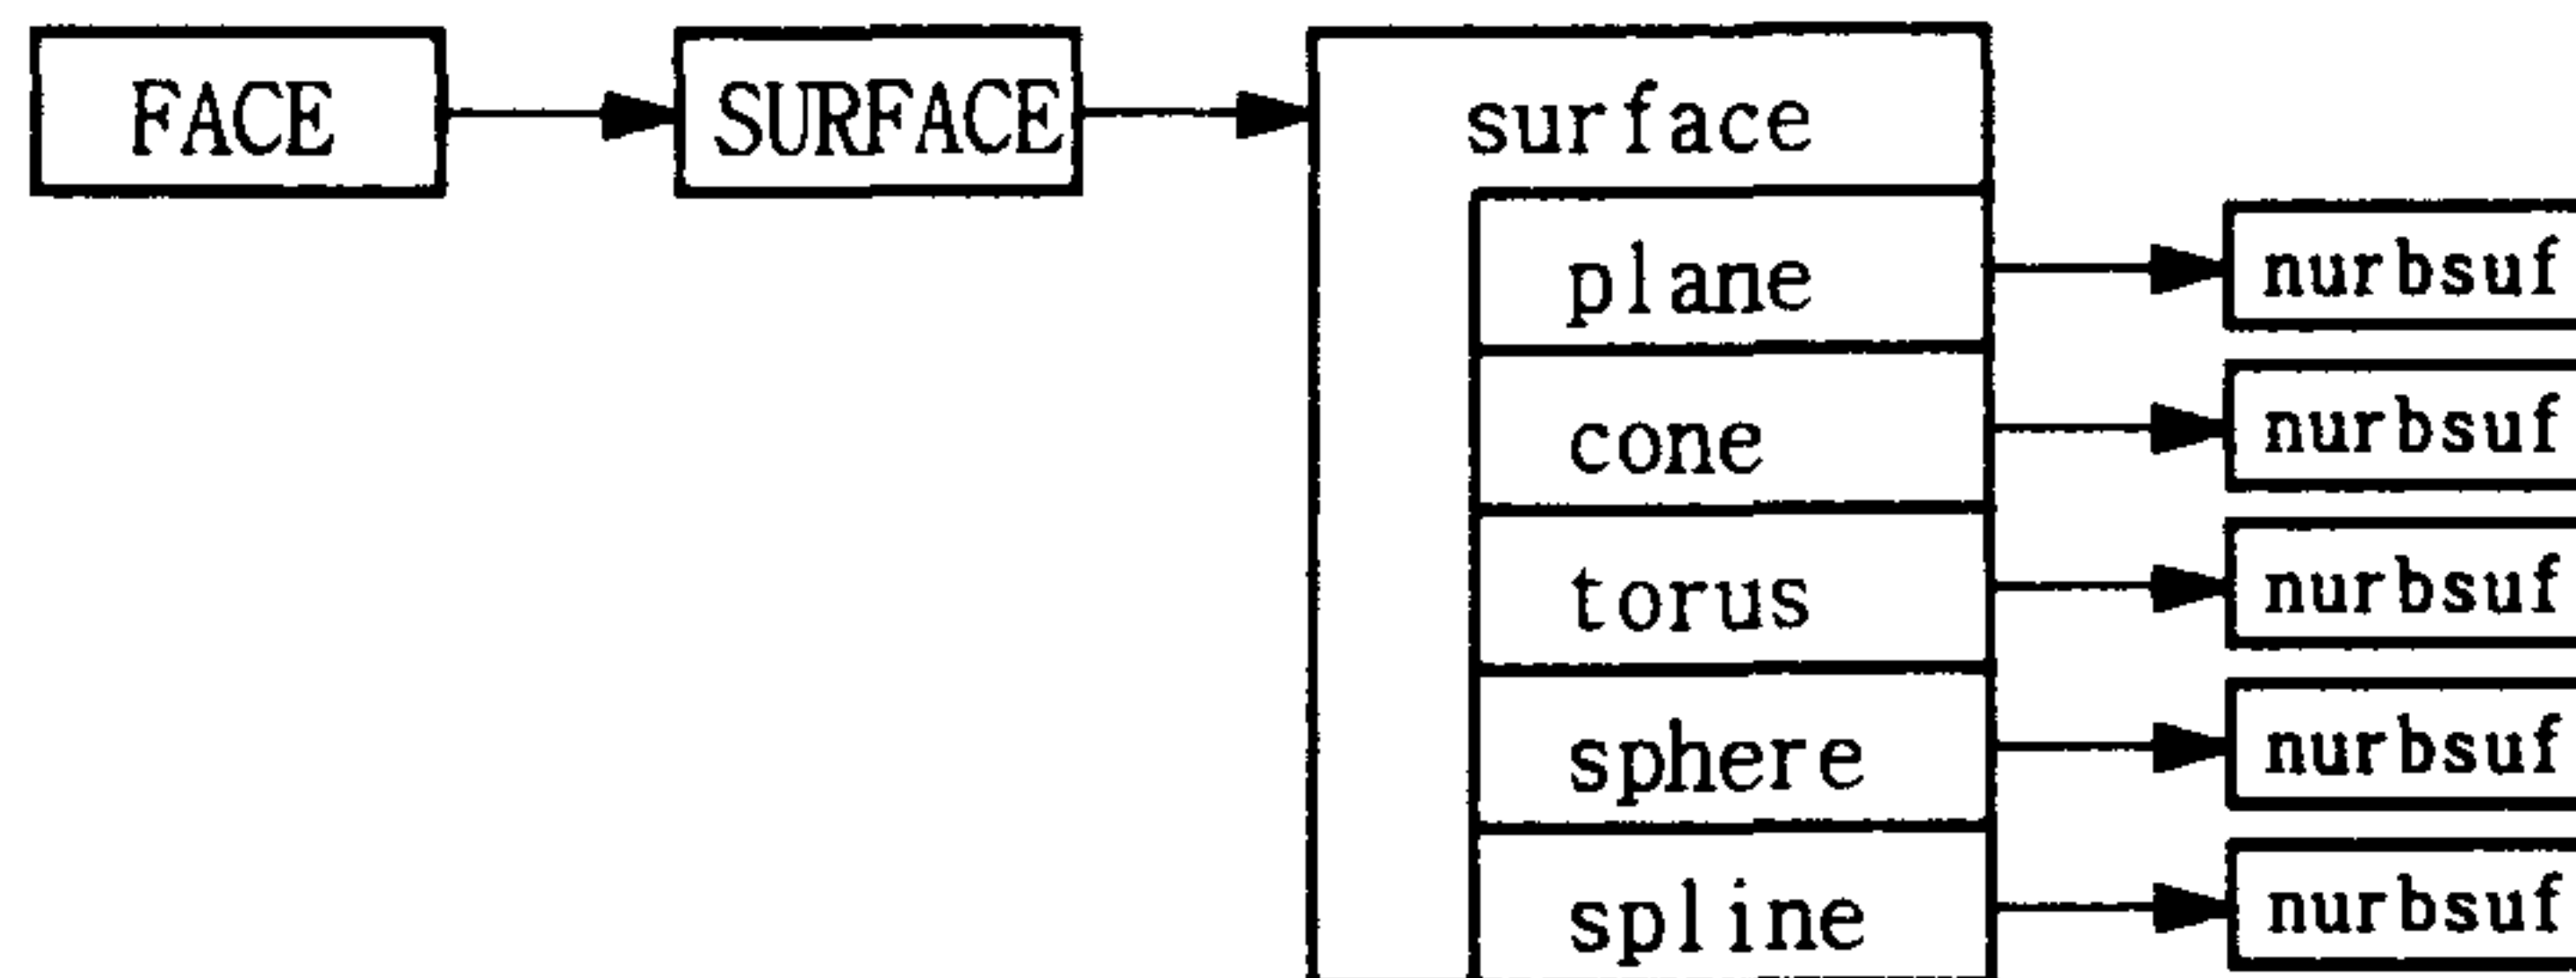 FACE SURFACE surface
plane nurbsuf
cone nurbsuf
torus nurbsuf
sphere nurbsuf
spline nurbsuf